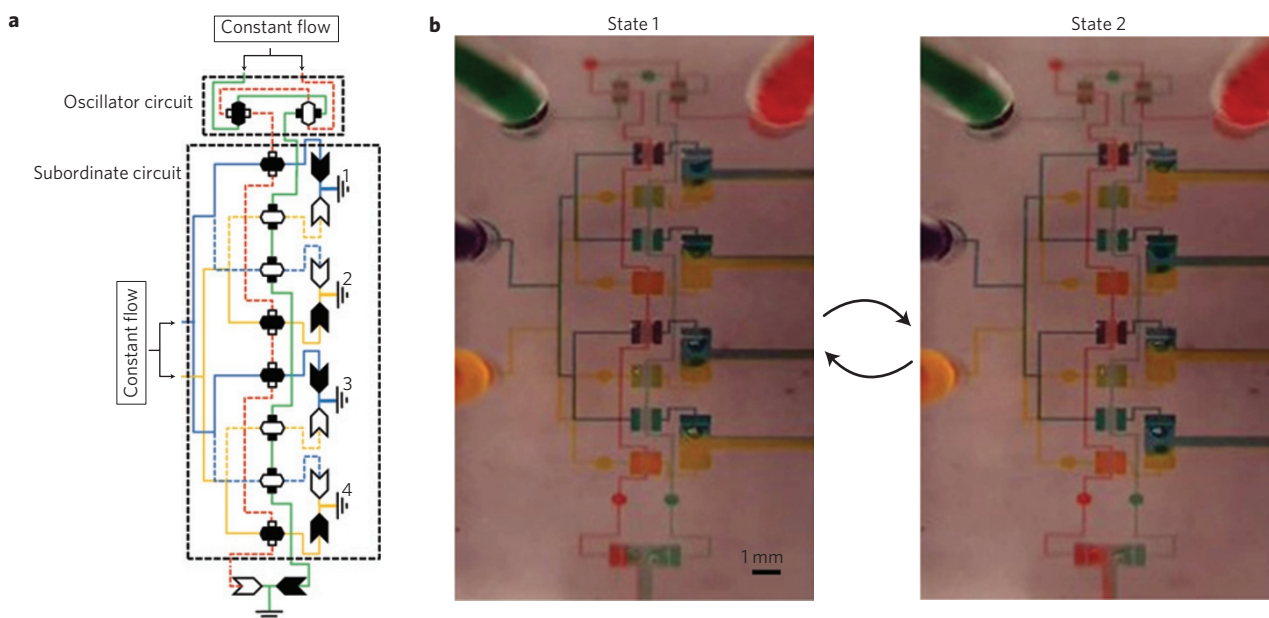 a
Constant flow
Oscillator circuit
Subordinate circuit
1
2
3
4
Constant flow
b
State 1
State 2
1 mm